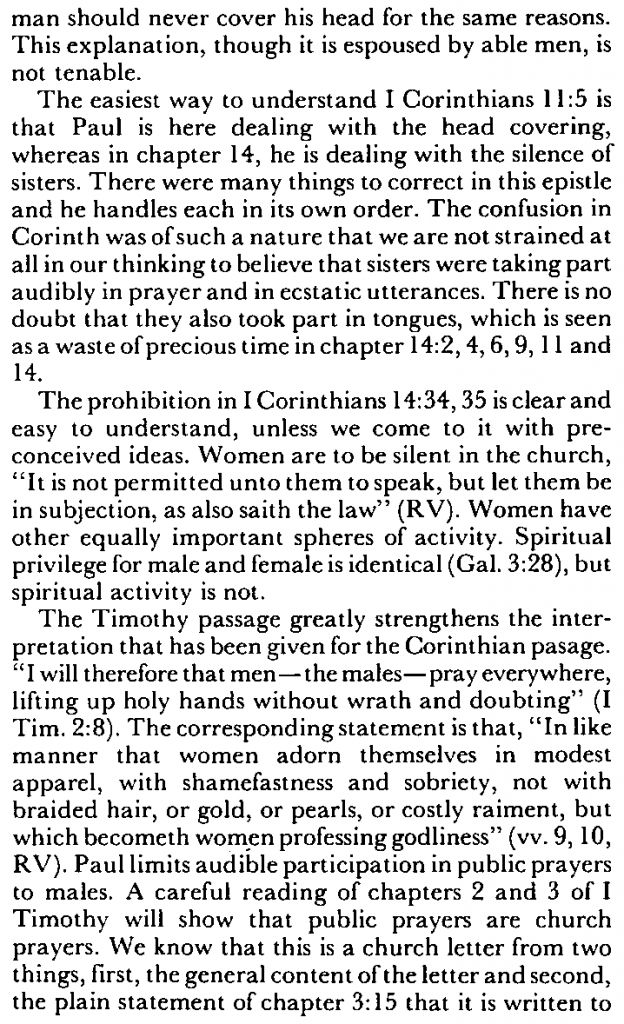 man should never cover his head for the same reasons.
This explanation, though it is espoused by able men, is
not tenable.
The easiest way to understand I Corinthians 11:5 is
that Paul is here dealing with the head covering,
whereas in chapter 14, he is dealing with the silence of
sisters. There were many things to correct in this epistle
and he handles each in its own order. The confusion in
Corinth was of such a nature that we are not strained at
all in our thinking to believe that sisters were taking part
audibly in prayer and in ecstatic utterances. There is no
doubt that they also took part in tongues, which is seen
as a waste of precious time in chapter 14:2, 4, 6, 9, 11 and
14.
The prohibition in I Corinthians 14:34, 35 is clear and
easy to understand, unless we come to it with pre-
conceived ideas. Women are to be silent in the church,
“It is not permitted unto them to speak, but let them be
in subjection, as also saith the law” (RV). Women have
other equally important spheres of activity. Spiritual
privilege for male and female is identical (Gal. 3:28), but
spiritual activity is not.
The Timothy passage greatly strengthens the inter-
pretation that has been given for the Corinthian pasage.
“I will therefore that men—the males—pray everywhere,
lifting up holy hands without wrath and doubting” (I
Tim. 2:8). The corresponding statement is that, “In like
manner that women adorn themselves in modest
apparel, with shamefastness and sobriety, not with
braided hair, or gold, or pearls, or costly raiment, but
which becometh women professing godliness” (vv. 9, 10,
RV). Paul limits audible participation in public prayers
to males. A careful reading of chapters 2 and 3 of I
Timothy will show that public prayers are church
prayers. We know that this is a church letter from two
things, first, the general content of the letter and second,
the plain statement of chapter 3:15 that it is written to